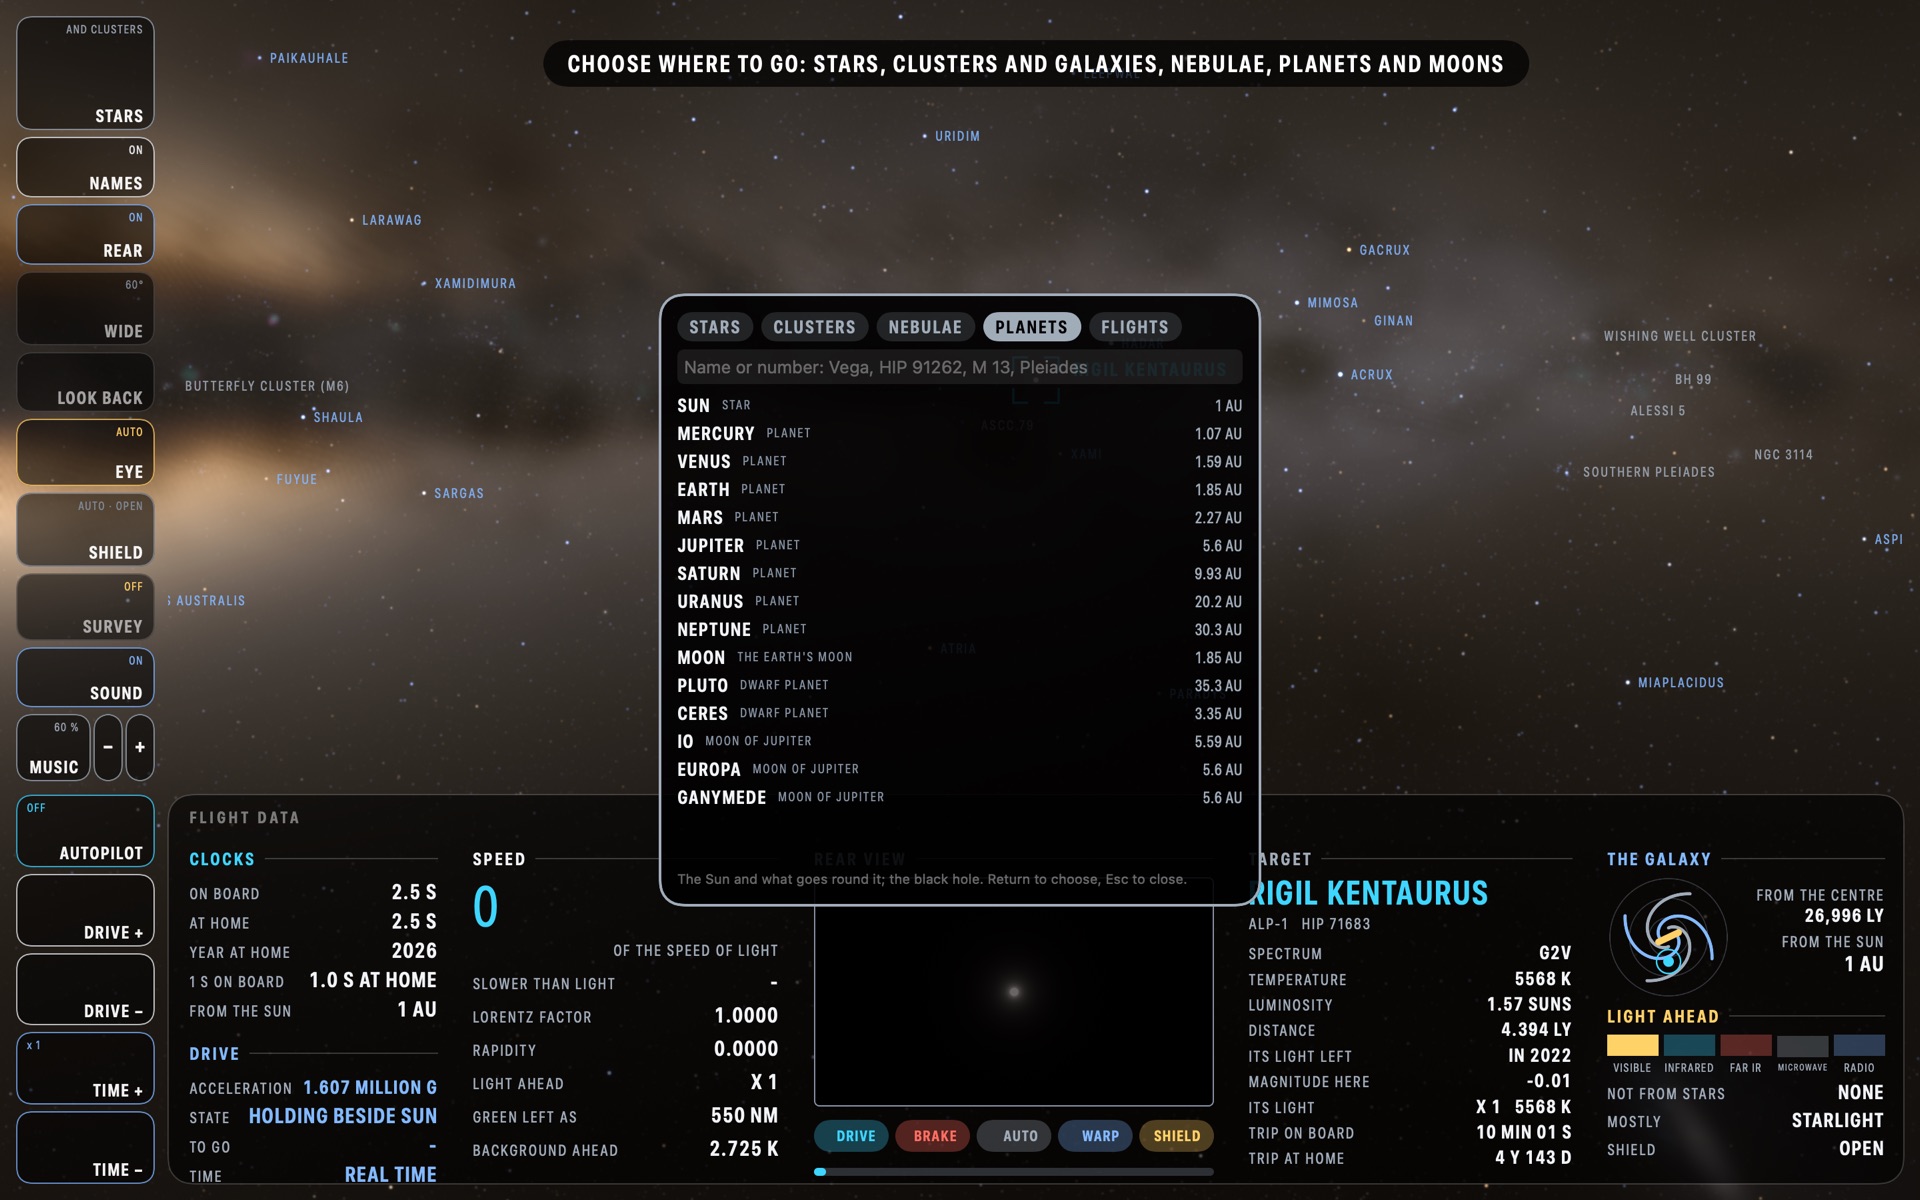 CHOOSE WHERE TO GO: STARS, CLUSTERS AND GALAXIES, NEBULAE, PLANETS AND MOONS
AND CLUSTERS
STARS
ON
NAMES
ON
REAR
60°
WIDE
LOOK BACK
AUTO
EYE
AUTO · OPEN
SHIELD
OFF
SURVEY
ON
SOUND
60 %
MUSIC
−
+
OFF
AUTOPILOT
DRIVE +
DRIVE −
x 1
TIME +
TIME −
PAIKAUHALE
URIDIM
LARAWAG
XAMIDIMURA
BUTTERFLY CLUSTER (M6)
SHAULA
FUYUE
SARGAS
S AUSTRALIS
GACRUX
MIMOSA
GINAN
ACRUX
WISHING WELL CLUSTER
BH 99
ALESSI 5
NGC 3114
SOUTHERN PLEIADES
ASPI
MIAPLACIDUS
STARS
CLUSTERS
NEBULAE
PLANETS
FLIGHTS
Name or number: Vega, HIP 91262, M 13, Pleiades
GIL KENTAURUS
ASCC 79
XAMI
ATRIA
SUN STAR 1 AU
MERCURY PLANET 1.07 AU
VENUS PLANET 1.59 AU
EARTH PLANET 1.85 AU
MARS PLANET 2.27 AU
JUPITER PLANET 5.6 AU
SATURN PLANET 9.93 AU
URANUS PLANET 20.2 AU
NEPTUNE PLANET 30.3 AU
MOON THE EARTH'S MOON 1.85 AU
PLUTO DWARF PLANET 35.3 AU
CERES DWARF PLANET 3.35 AU
IO MOON OF JUPITER 5.59 AU
EUROPA MOON OF JUPITER 5.6 AU
GANYMEDE MOON OF JUPITER 5.6 AU
The Sun and what goes round it; the black hole. Return to choose, Esc to close.
FLIGHT DATA
CLOCKS
ON BOARD 2.5 S
AT HOME 2.5 S
YEAR AT HOME 2026
1 S ON BOARD 1.0 S AT HOME
FROM THE SUN 1 AU
DRIVE
ACCELERATION 1.607 MILLION G
STATE HOLDING BESIDE SUN
TO GO -
TIME REAL TIME
SPEED
0
OF THE SPEED OF LIGHT
SLOWER THAN LIGHT -
LORENTZ FACTOR 1.0000
RAPIDITY 0.0000
LIGHT AHEAD X 1
GREEN LEFT AS 550 NM
BACKGROUND AHEAD 2.725 K
REAR VIEW
DRIVE
BRAKE
AUTO
WARP
SHIELD
TARGET
RIGIL KENTAURUS
ALP-1 HIP 71683
SPECTRUM G2V
TEMPERATURE 5568 K
LUMINOSITY 1.57 SUNS
DISTANCE 4.394 LY
ITS LIGHT LEFT IN 2022
MAGNITUDE HERE -0.01
ITS LIGHT X 1 5568 K
TRIP ON BOARD 10 MIN 01 S
TRIP AT HOME 4 Y 143 D
THE GALAXY
FROM THE CENTRE
26,996 LY
FROM THE SUN
1 AU
LIGHT AHEAD
VISIBLE INFRARED FAR IR MICROWAVE RADIO
NOT FROM STARS NONE
MOSTLY STARLIGHT
SHIELD OPEN